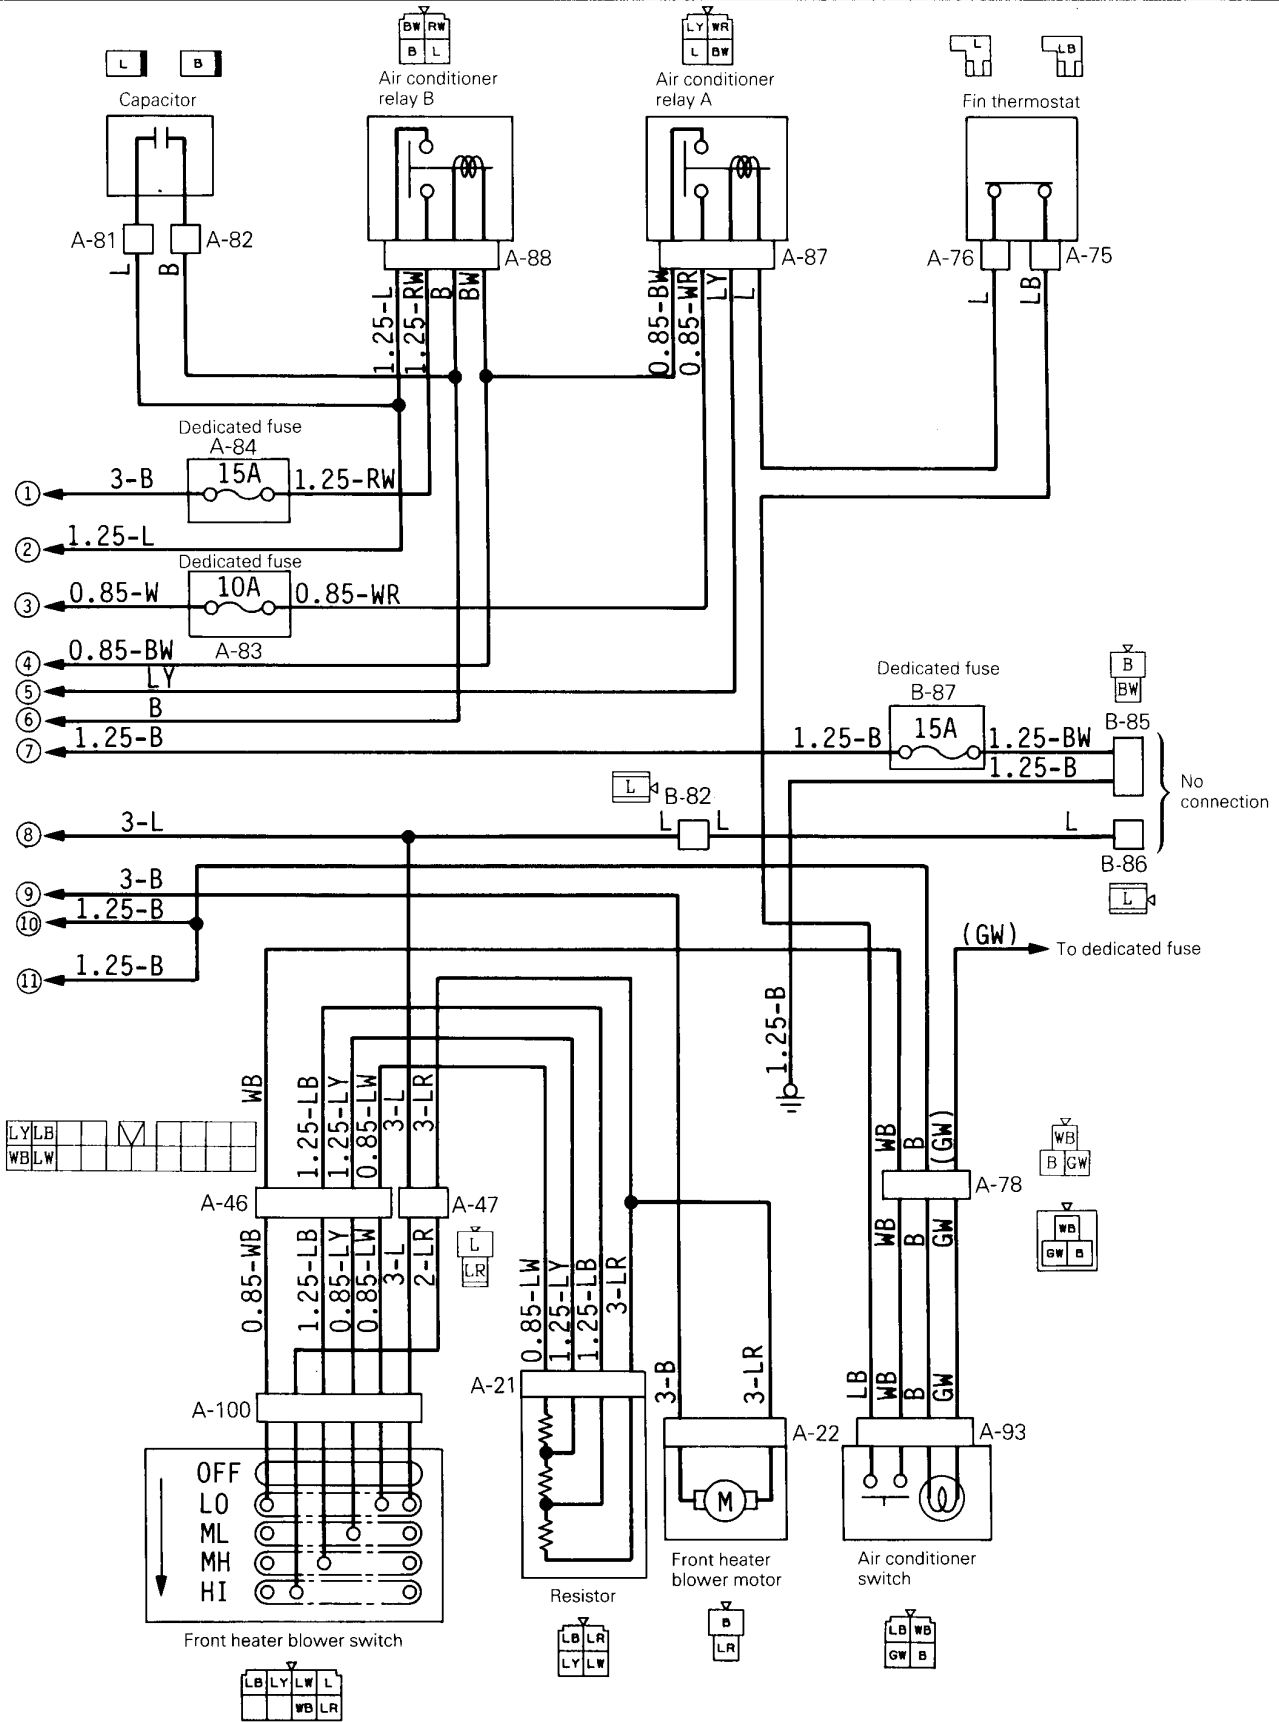 BW RW
B L
LY WR
L BW
L
B
L
LB
Capacitor
Air conditioner
relay B
Air conditioner
relay A
Fin thermostat
A-81
A-82
A-88
A-87
A-76
A-75
L
B
1.25-L
1.25-RW
B
BW
0.85-BW
0.85-WR
LY
L
L
LB
Dedicated fuse
A-84
15A
1 3-B
1.25-RW
2 1.25-L
Dedicated fuse
10A
3 0.85-W
0.85-WR
A-83
4 0.85-BW
5 LY
6 B
7 1.25-B
1.25-B
Dedicated fuse
B-87
15A
1.25-BW
1.25-B
B
BW
B-85
No
connection
L
B-82
8 3-L
L
L
L
B-86
L
9 3-B
10 1.25-B
11 1.25-B
(GW)
To dedicated fuse
1.25-B
WB
1.25-LB
1.25-LY
0.85-LW
3-L
3-LR
WB
B
(GW)
LY LB
WB LW
WB
B GW
A-46
A-47
A-78
L
LR
WB
GW B
0.85-WB
1.25-LB
0.85-LY
0.85-LW
3-L
2-LR
0.85-LW
1.25-LY
1.25-LB
3-LR
WB
B
GW
3-B
3-LR
LB
WB
B
GW
A-100
A-21
A-22
A-93
OFF
LO
ML
MH
HI
M
Front heater blower switch
Resistor
Front heater
blower motor
Air conditioner
switch
LB LY LW L
WB LR
LB LR
LY LW
B
LR
LB WB
GW B